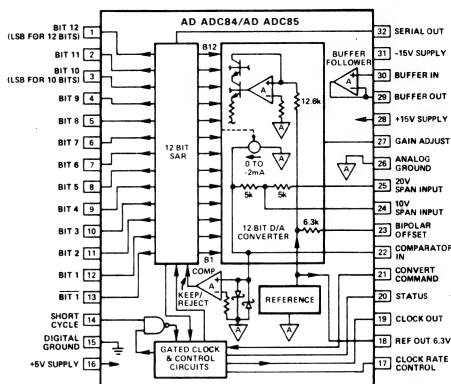 AD ADC84/AD ADC85
BIT 12
(LSB FOR 12 BITS)
1
BIT 11
2
BIT 10
(LSB FOR 10 BITS)
3
BIT 9
4
BIT 8
5
BIT 7
6
BIT 6
7
BIT 5
8
BIT 4
9
BIT 3
10
BIT 2
11
BIT 1
12
BIT 1
13
SHORT
CYCLE
14
DIGITAL
GROUND
15
+5V SUPPLY
16
12 BIT
SAR
B12
B1
A
A
12.6k
A
0 TO
-2mA
5k
5k
6.3k
12-BIT D/A
CONVERTER
COMP
KEEP/
REJECT
A
A
REFERENCE
A
GATED CLOCK
& CONTROL
CIRCUITS
BUFFER
FOLLOWER
A
A
32
SERIAL OUT
31
-15V SUPPLY
30
BUFFER IN
29
BUFFER OUT
28
+15V SUPPLY
27
GAIN ADJUST
26
ANALOG
GROUND
25
20V
SPAN INPUT
24
10V
SPAN INPUT
23
BIPOLAR
OFFSET
22
COMPARATOR
IN
21
CONVERT
COMMAND
20
STATUS
19
CLOCK OUT
18
REF OUT 6.3V
17
CLOCK RATE
CONTROL